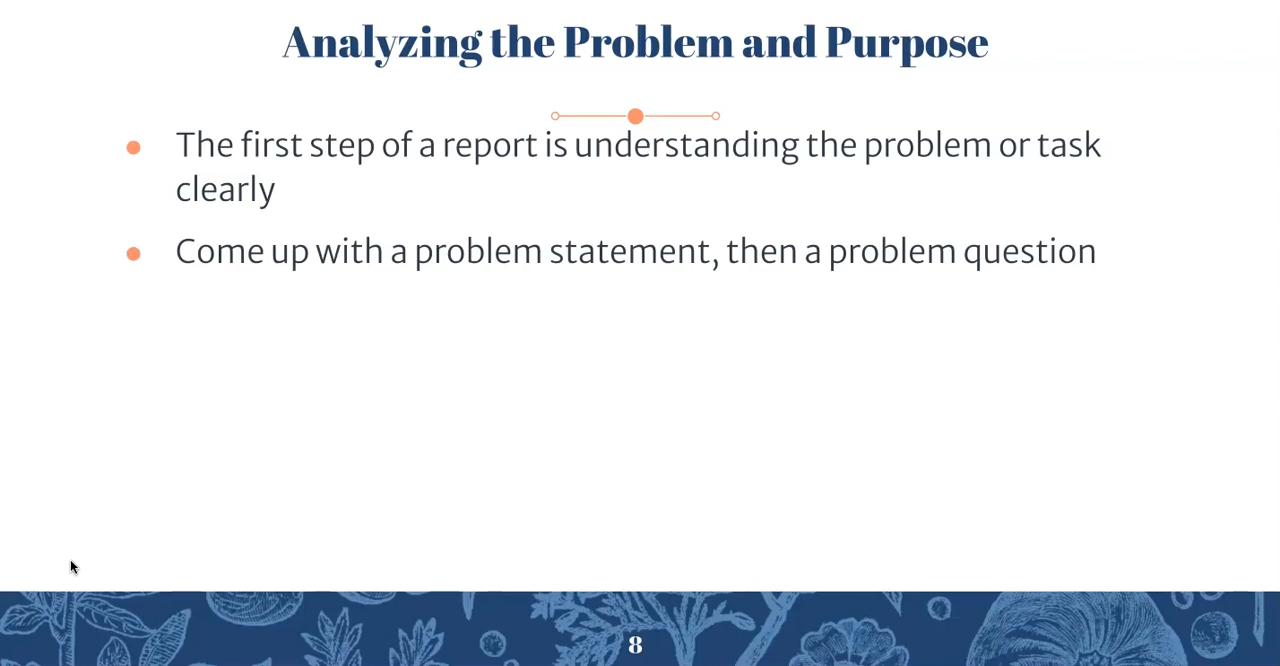 Analyzing the Problem and Purpose
The first step of a report is understanding the problem or task
clearly
Come up with a problem statement, then a problem question
8